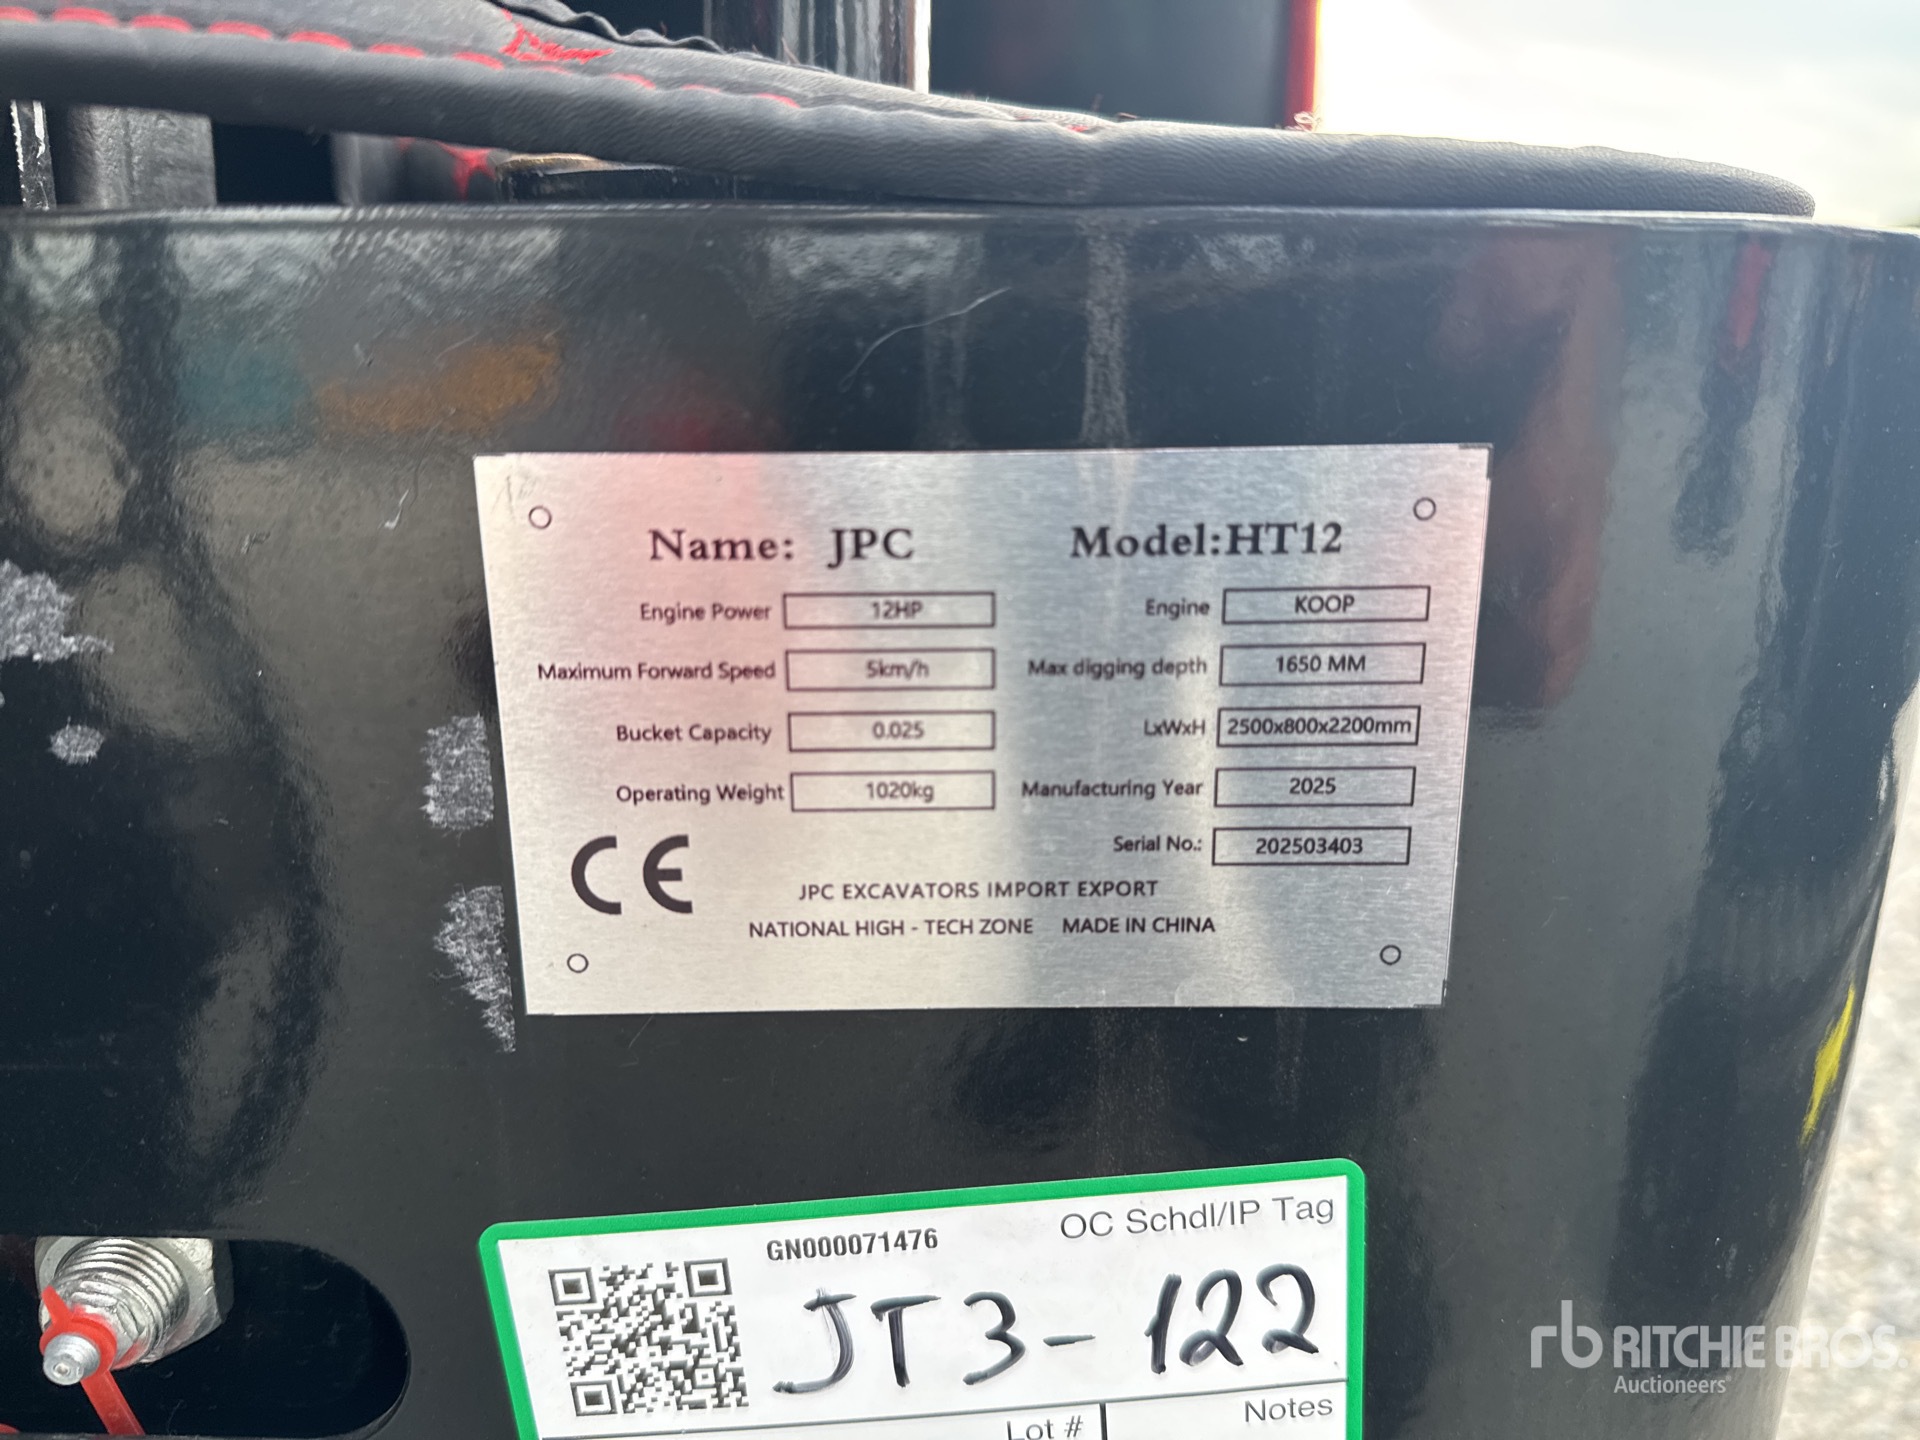 Name: JPC Model:HT12
Engine Power 12HP Engine KOOP
Maximum Forward Speed 5km/h Max digging depth 1650 MM
Bucket Capacity 0.025 LxWxH 2500x800x2200mm
Operating Weight 1020kg Manufacturing Year 2025
Serial No.: 202503403
CE
JPC EXCAVATORS IMPORT EXPORT
NATIONAL HIGH - TECH ZONE MADE IN CHINA
GN000071476 OC Schdl/IP Tag
JT3-122
Lot # Notes
rb RITCHIE BROS.
Auctioneers